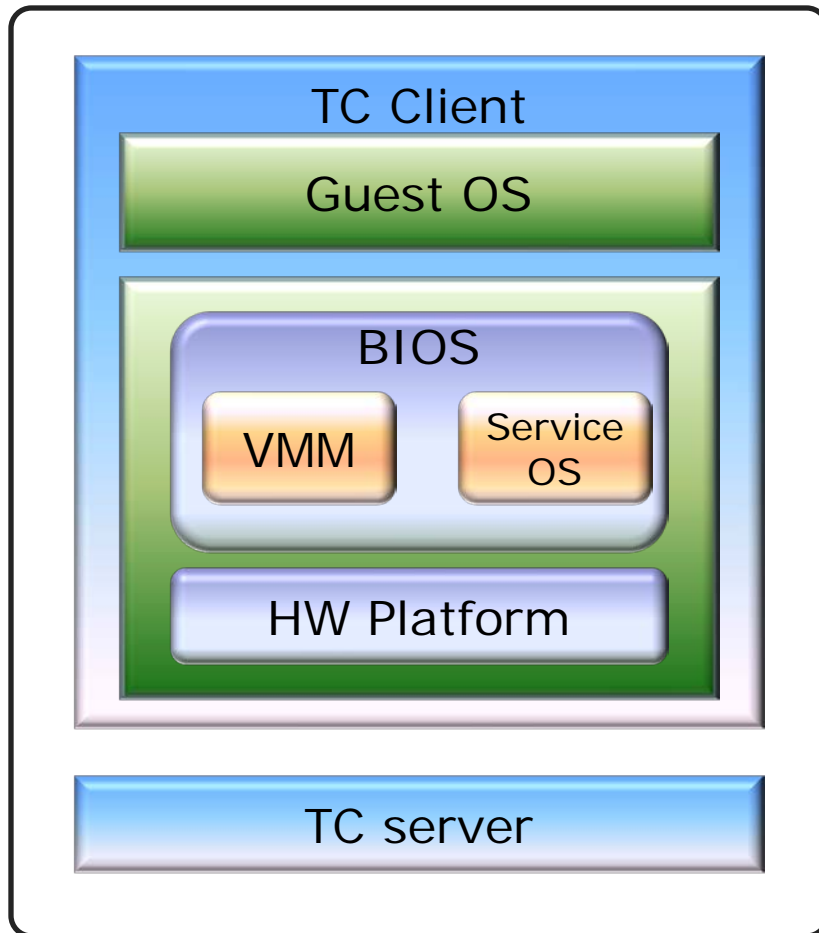 TC Client
Guest OS
BIOS
VMM
Service
OS
HW Platform
TC server